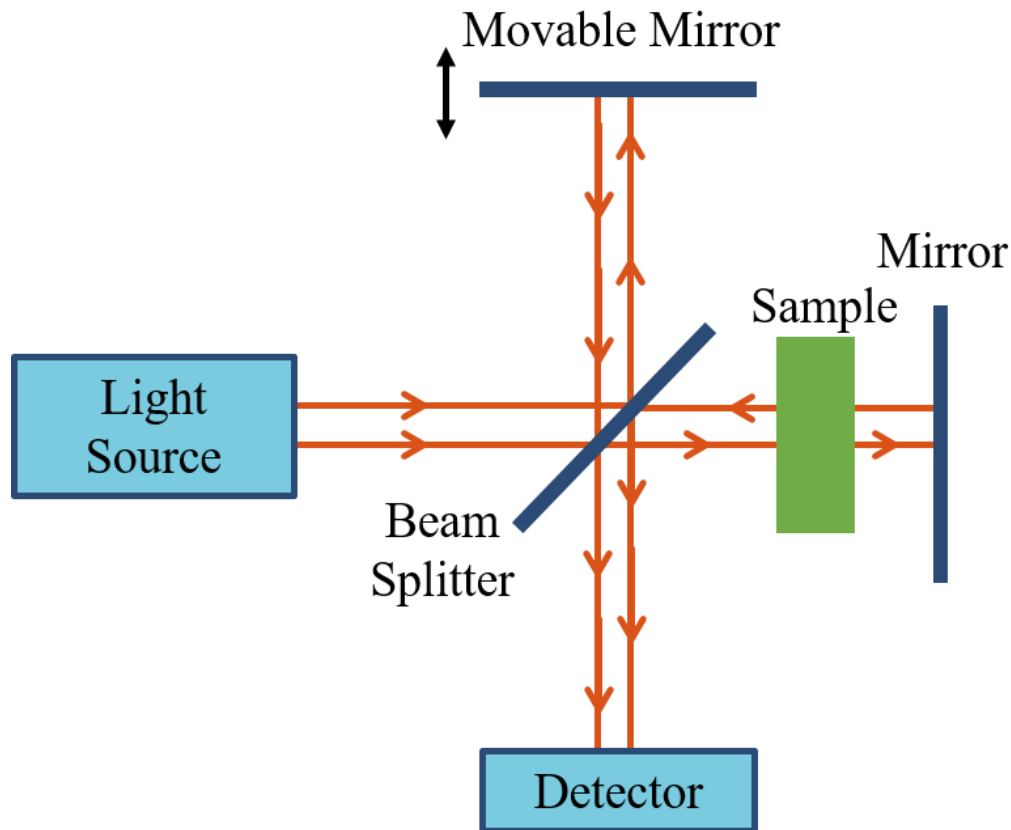 Movable Mirror
Mirror
Sample
Light
Source
Beam
Splitter
Detector